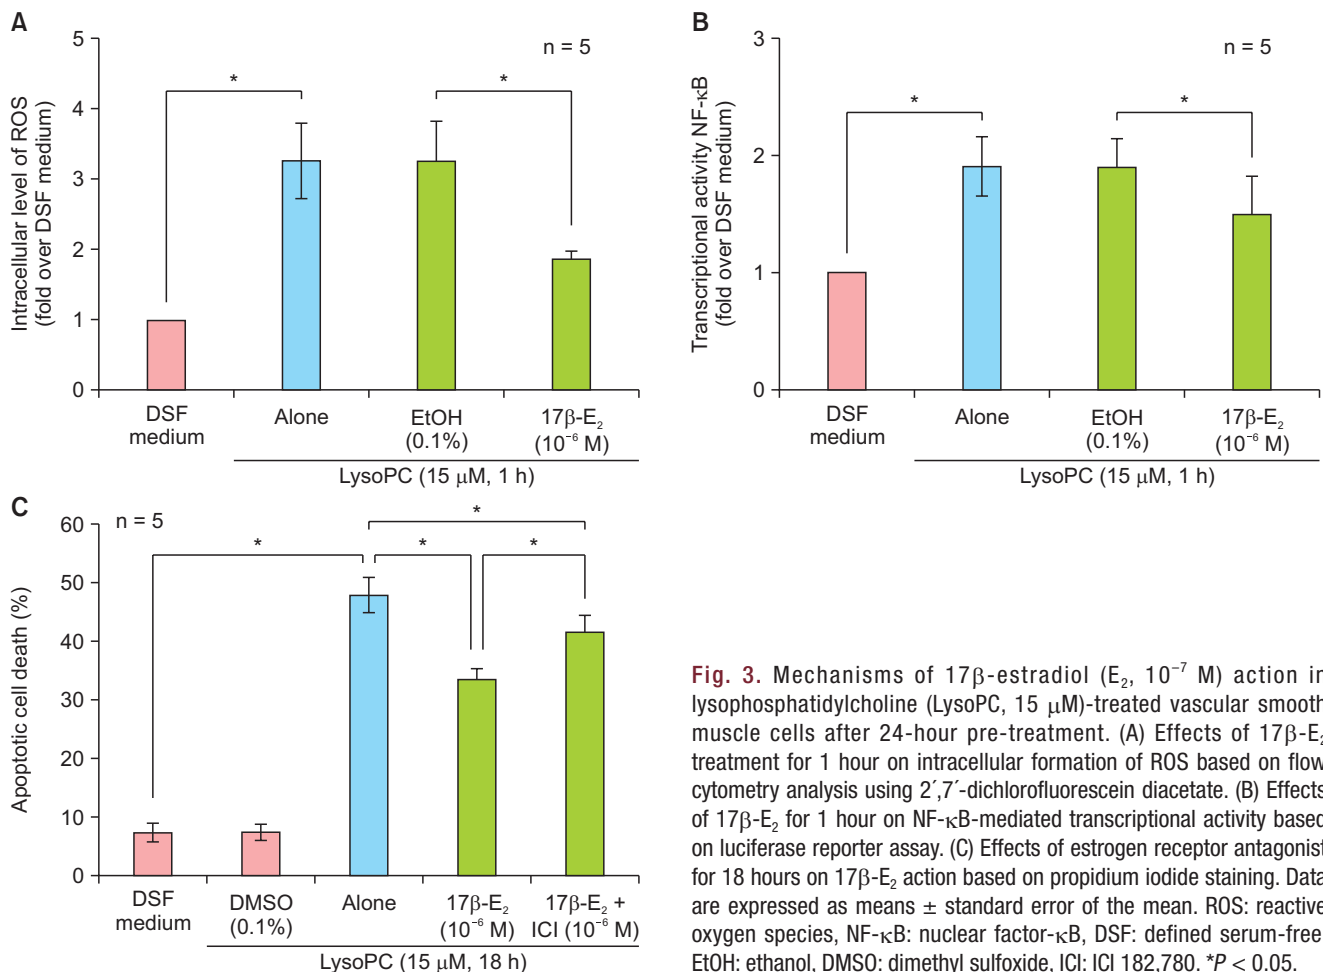 A
5
4
3
2
1
0
Intracellular level of ROS
(fold over DSF medium)
n = 5
*
*
DSF
medium
Alone
EtOH
(0.1%)
17β-E₂
(10⁻⁶ M)
LysoPC (15 μM, 1 h)
B
3
2
1
0
Transcriptional activity NF-κB
(fold over DSF medium)
n = 5
*
*
DSF
medium
Alone
EtOH
(0.1%)
17β-E₂
(10⁻⁶ M)
LysoPC (15 μM, 1 h)
C
60
50
40
30
20
10
0
Apoptotic cell death (%)
n = 5
*
*
*
*
DSF
medium
DMSO
(0.1%)
Alone
17β-E₂
(10⁻⁶ M)
17β-E₂ +
ICI (10⁻⁶ M)
LysoPC (15 μM, 18 h)
Fig. 3. Mechanisms of 17β-estradiol (E₂, 10⁻⁷ M) action in
lysophosphatidylcholine (LysoPC, 15 μM)-treated vascular smooth
muscle cells after 24-hour pre-treatment. (A) Effects of 17β-E₂
treatment for 1 hour on intracellular formation of ROS based on flow
cytometry analysis using 2´,7´-dichlorofluorescein diacetate. (B) Effects
of 17β-E₂ for 1 hour on NF-κB-mediated transcriptional activity based
on luciferase reporter assay. (C) Effects of estrogen receptor antagonist
for 18 hours on 17β-E₂ action based on propidium iodide staining. Data
are expressed as means ± standard error of the mean. ROS: reactive
oxygen species, NF-κB: nuclear factor-κB, DSF: defined serum-free,
EtOH: ethanol, DMSO: dimethyl sulfoxide, ICI: ICI 182,780. *P < 0.05.